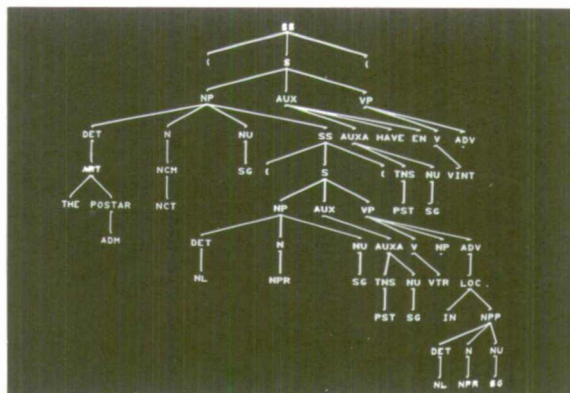 SS
( S (
NP AUX VP
DET N NU SS AUXA HAVE EN V ADV
ART NCM SG ( S ( TNS NU VINT
THE POSTAR NCT NP AUX VP PST SG
ADM DET N NU AUXA V NP ADV
NL NPR SG TNS NU VTR LOC
PST SG IN NPP
DET N NU
NL NPR SG